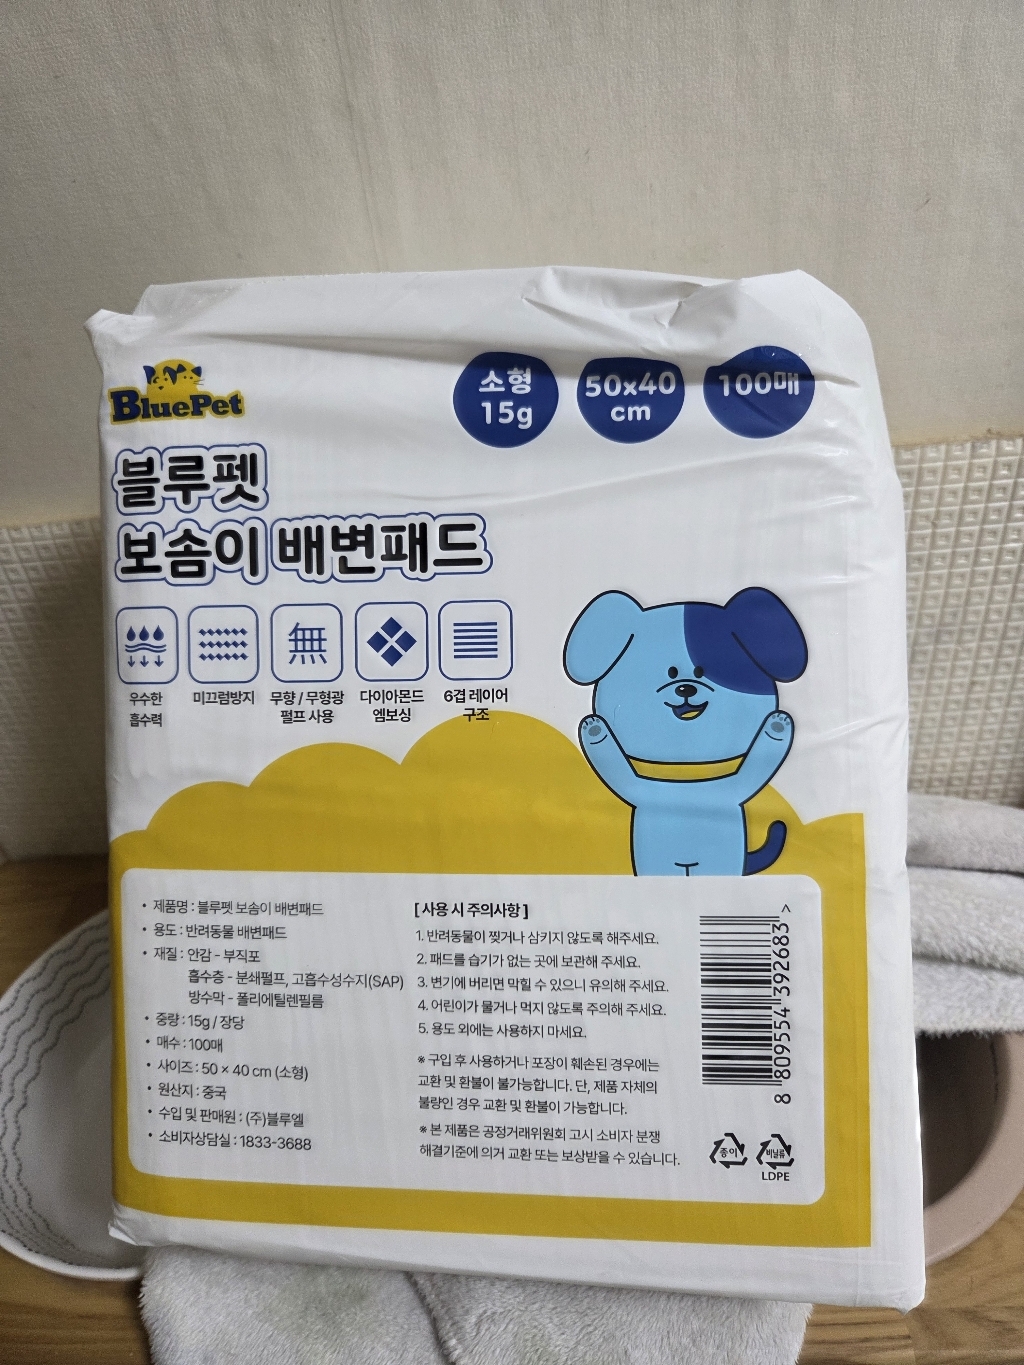 BluePet
소형
15g
50x40
cm
100매
블루펫
보솜이 배변패드
無
우수한
흡수력
미끄럼방지
무향 / 무형광
펄프 사용
다이아몬드
엠보싱
6겹 레이어
구조
• 제품명 : 블루펫 보솜이 배변패드
• 용도 : 반려동물 배변패드
• 재질 : 안감 - 부직포
흡수층 - 분쇄펄프, 고흡수성수지(SAP)
방수막 - 폴리에틸렌필름
• 중량 : 15g / 장당
• 매수 : 100매
• 사이즈 : 50 × 40 cm (소형)
• 원산지 : 중국
• 수입 및 판매원 : (주)블루엘
• 소비자상담실 : 1833-3688
[ 사용 시 주의사항 ]
1. 반려동물이 찢거나 삼키지 않도록 해주세요.
2. 패드를 습기가 없는 곳에 보관해 주세요.
3. 변기에 버리면 막힐 수 있으니 유의해 주세요.
4. 어린이가 물거나 먹지 않도록 주의해 주세요.
5. 용도 외에는 사용하지 마세요.
※ 구입 후 사용하거나 포장이 훼손된 경우에는
교환 및 환불이 불가능합니다. 단, 제품 자체의
불량인 경우 교환 및 환불이 가능합니다.
※ 본 제품은 공정거래위원회 고시 소비자 분쟁
해결기준에 의거 교환 또는 보상받을 수 있습니다.
8 809554 392683 >
종이
비닐류
LDPE